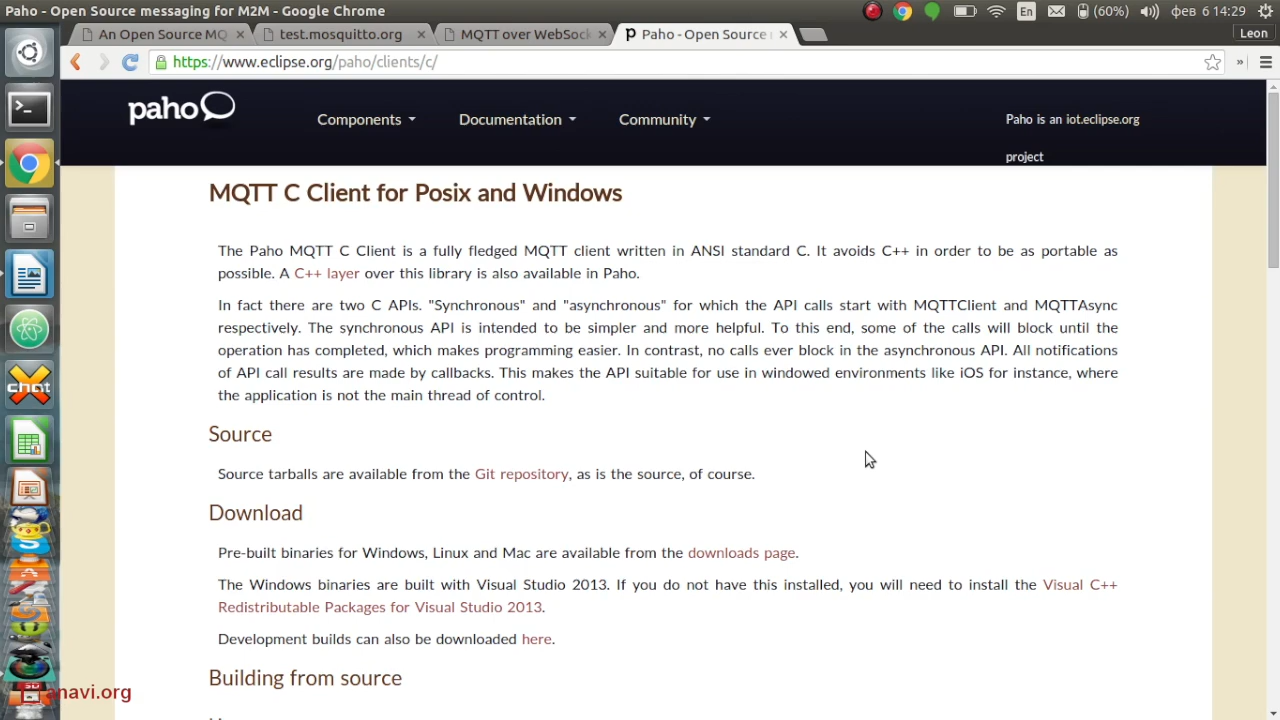 Paho - Open Source messaging for M2M - Google Chrome
En
(60%)
фев 6 14:29
An Open Source MQ
test.mosquitto.org
MQTT over WebSock
Paho - Open Source
Leon
https://www.eclipse.org/paho/clients/c/
paho
Components
Documentation
Community
Paho is an iot.eclipse.org
project
MQTT C Client for Posix and Windows
The Paho MQTT C Client is a fully fledged MQTT client written in ANSI standard C. It avoids C++ in order to be as portable as
possible. A C++ layer over this library is also available in Paho.
In fact there are two C APIs. "Synchronous" and "asynchronous" for which the API calls start with MQTTClient and MQTTAsync
respectively. The synchronous API is intended to be simpler and more helpful. To this end, some of the calls will block until the
operation has completed, which makes programming easier. In contrast, no calls ever block in the asynchronous API. All notifications
of API call results are made by callbacks. This makes the API suitable for use in windowed environments like iOS for instance, where
the application is not the main thread of control.
Source
Source tarballs are available from the Git repository, as is the source, of course.
Download
Pre-built binaries for Windows, Linux and Mac are available from the downloads page.
The Windows binaries are built with Visual Studio 2013. If you do not have this installed, you will need to install the Visual C++
Redistributable Packages for Visual Studio 2013.
Development builds can also be downloaded here.
Building from source
chat
anavi.org